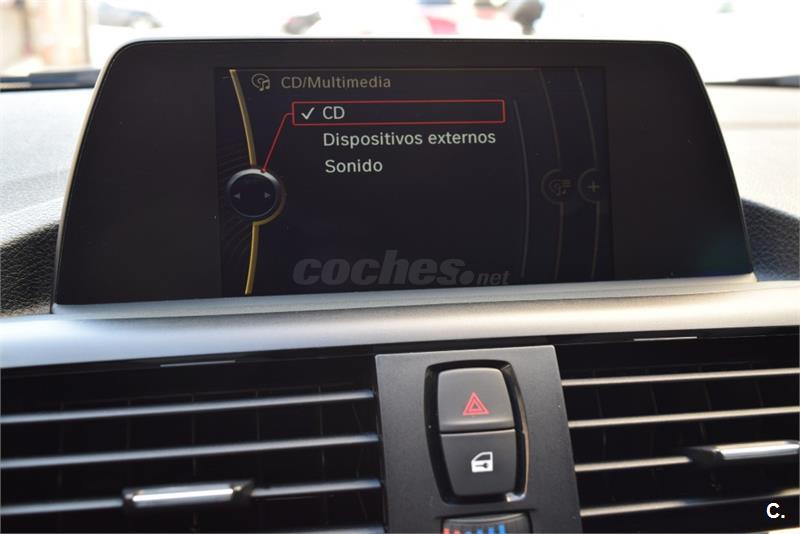 CD/Multimedia
✓ CD
Dispositivos externos
Sonido
coches.net
C.